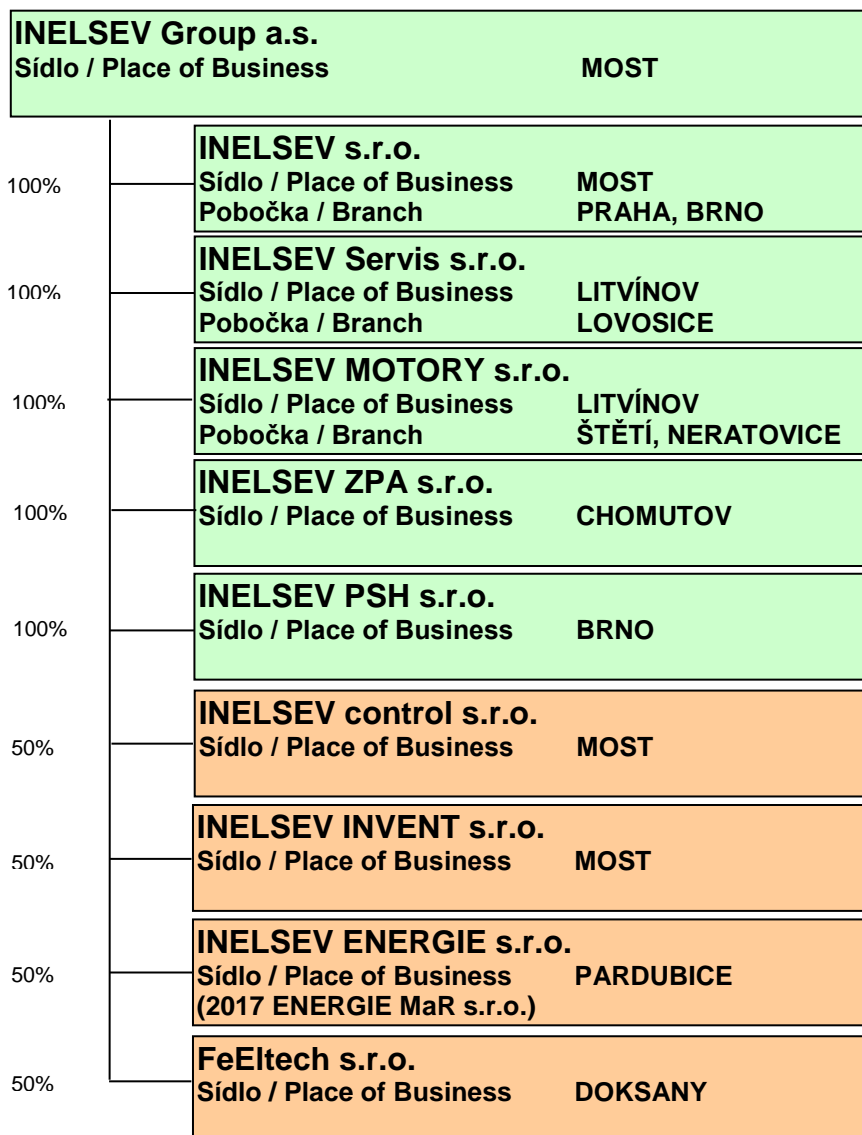 INELSEV Group a.s.
Sídlo / Place of Business MOST
100%
INELSEV s.r.o.
Sídlo / Place of Business MOST
Pobočka / Branch PRAHA, BRNO
100%
INELSEV Servis s.r.o.
Sídlo / Place of Business LITVÍNOV
Pobočka / Branch LOVOSICE
100%
INELSEV MOTORY s.r.o.
Sídlo / Place of Business LITVÍNOV
Pobočka / Branch ŠTĚTÍ, NERATOVICE
100%
INELSEV ZPA s.r.o.
Sídlo / Place of Business CHOMUTOV
100%
INELSEV PSH s.r.o.
Sídlo / Place of Business BRNO
50%
INELSEV control s.r.o.
Sídlo / Place of Business MOST
50%
INELSEV INVENT s.r.o.
Sídlo / Place of Business MOST
50%
INELSEV ENERGIE s.r.o.
Sídlo / Place of Business PARDUBICE
(2017 ENERGIE MaR s.r.o.)
50%
FeEltech s.r.o.
Sídlo / Place of Business DOKSANY